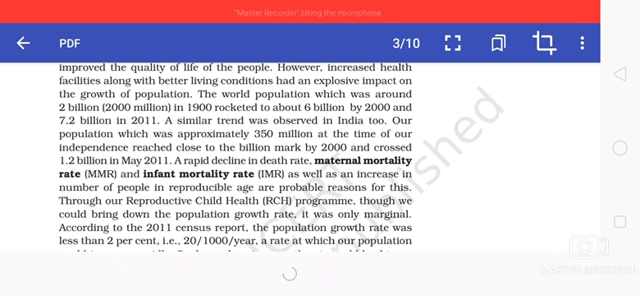 "Master Recorder",Using the microphone
PDF 3/10
improved the quality of life of the people. However, increased health
facilities along with better living conditions had an explosive impact on
the growth of population. The world population which was around
2 billion (2000 million) in 1900 rocketed to about 6 billion by 2000 and
7.2 billion in 2011. A similar trend was observed in India too. Our
population which was approximately 350 million at the time of our
independence reached close to the billion mark by 2000 and crossed
1.2 billion in May 2011. A rapid decline in death rate, maternal mortality
rate (MMR) and infant mortality rate (IMR) as well as an increase in
number of people in reproducible age are probable reasons for this.
Through our Reproductive Child Health (RCH) programme, though we
could bring down the population growth rate, it was only marginal.
According to the 2011 census report, the population growth rate was
less than 2 per cent, i.e., 20/1000/year, a rate at which our population
MASTER RECORDER